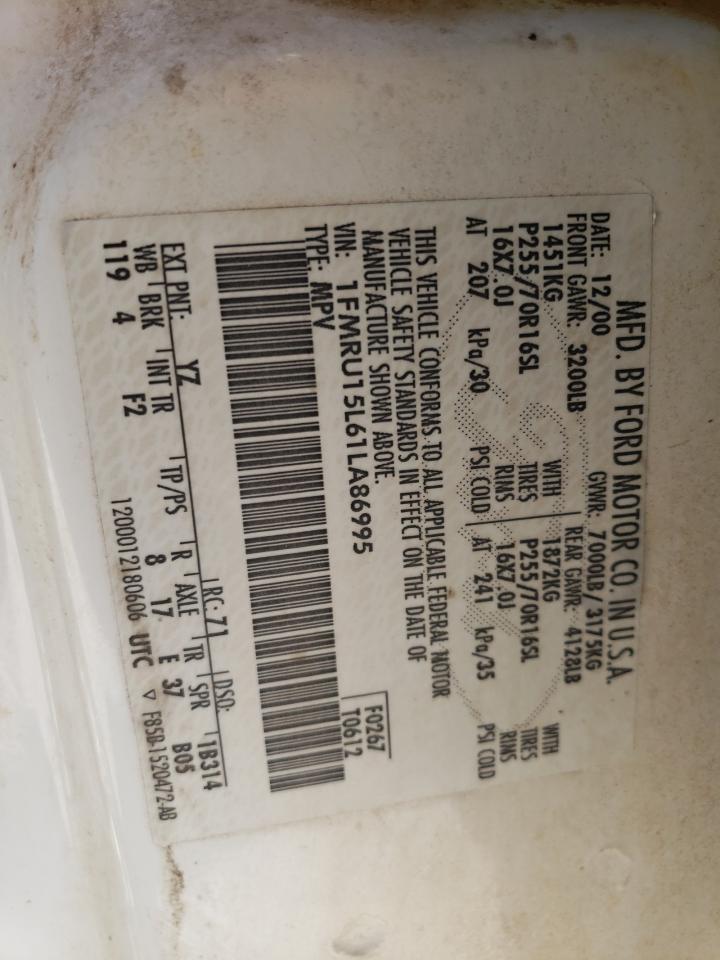 MFD. BY FORD MOTOR CO. IN U.S.A.
DATE: 12/00 GVWR: 7000LB/ 3175KG
FRONT GAWR: 3200LB REAR GAWR: 4128LB
1451KG WITH 1872KG WITH
P255/70R16SL TIRES P255/70R16SL TIRES
16X7.0J RIMS 16X7.0J RIMS
AT 207 kPa/30 PSI COLD AT 241 kPa/35 PSI COLD
THIS VEHICLE CONFORMS TO ALL APPLICABLE FEDERAL MOTOR
VEHICLE SAFETY STANDARDS IN EFFECT ON THE DATE OF
MANUFACTURE SHOWN ABOVE.
VIN: 1FMRU15L61LA86995
TYPE: MPV
F0267
T0612
EXT PNT: YZ RC: 71 DSO:
WB BRK INT TR TP/PS R AXLE TR SPR 1B314
119 4 F2 8 17 E 37 B05
1200012180606 UTC ▽ F85B-1520472-AB